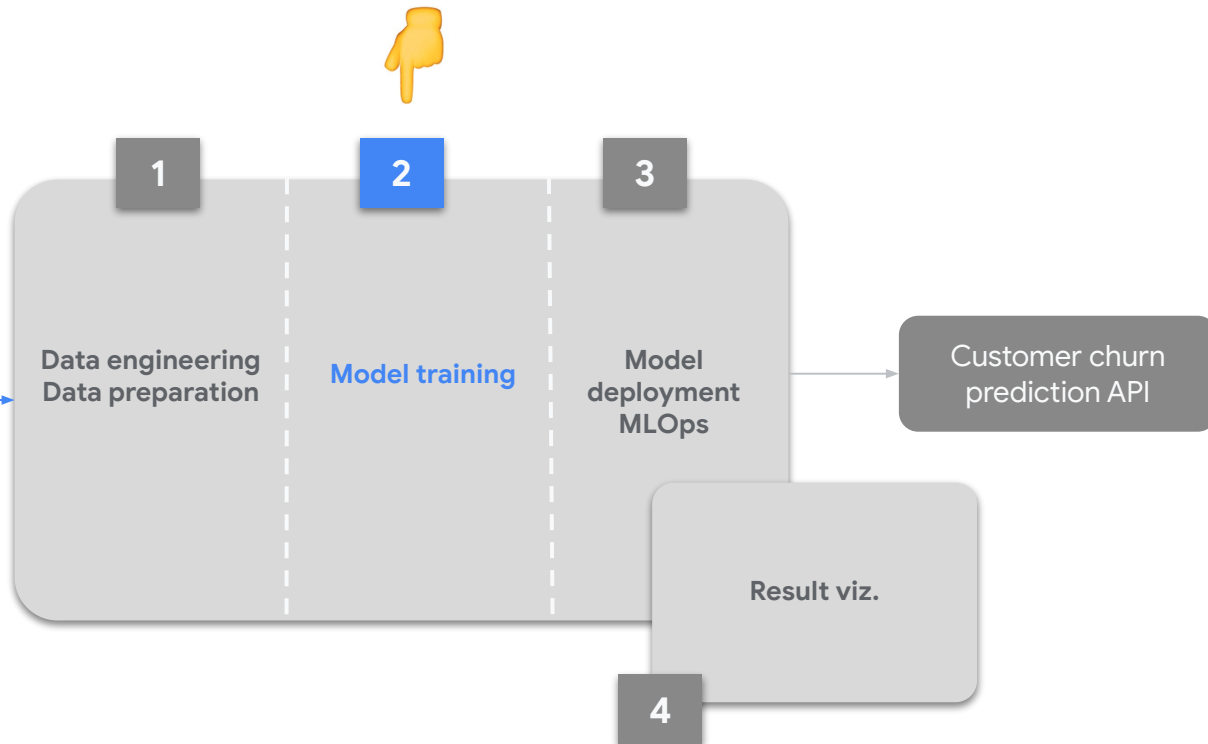 1
2
3
Data engineering
Data preparation
Model training
Model
deployment
MLOps
Customer churn
prediction API
Result viz.
4